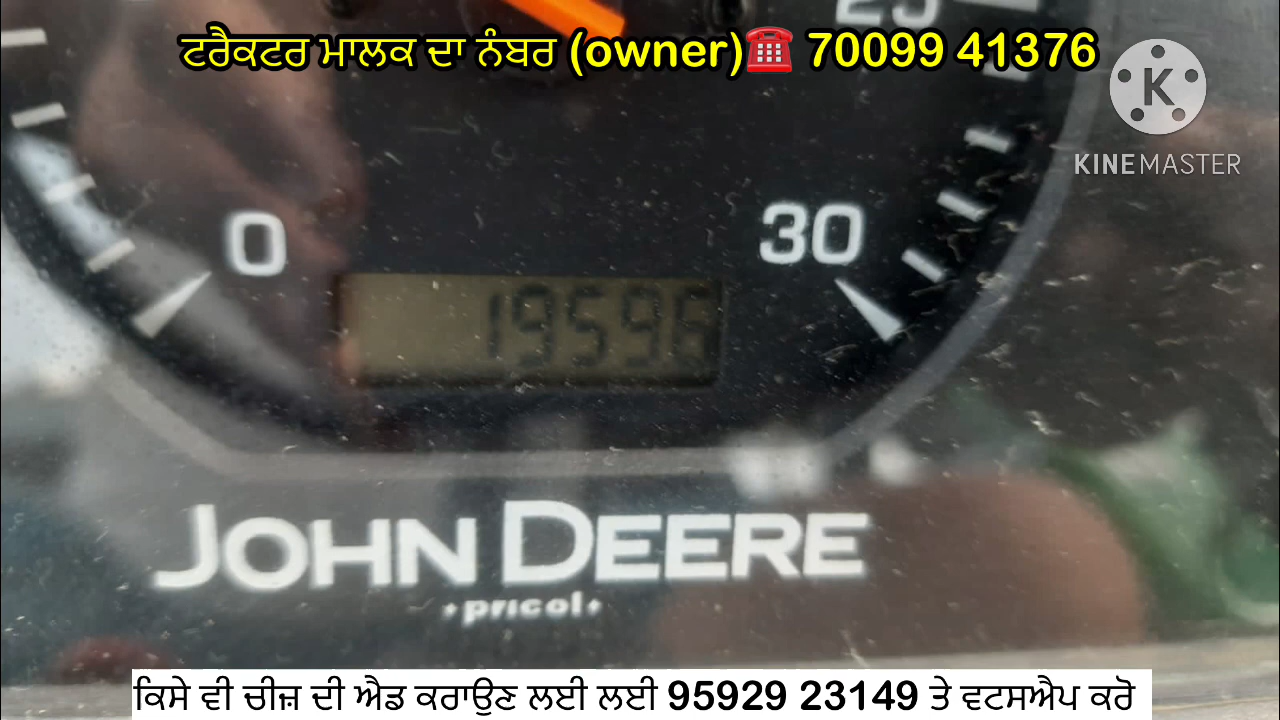 25
ਟਰੈਕਟਰ ਮਾਲਕ ਦਾ ਨੰਬਰ (owner)☎️ 70099 41376
K
KINEMASTER
0
30
19596
JOHN DEERE
•pricol•
ਕਿਸੇ ਵੀ ਚੀਜ਼ ਦੀ ਐਡ ਕਰਾਉਣ ਲਈ ਲਈ 95929 23149 ਤੇ ਵਟਸਐਪ ਕਰੋ